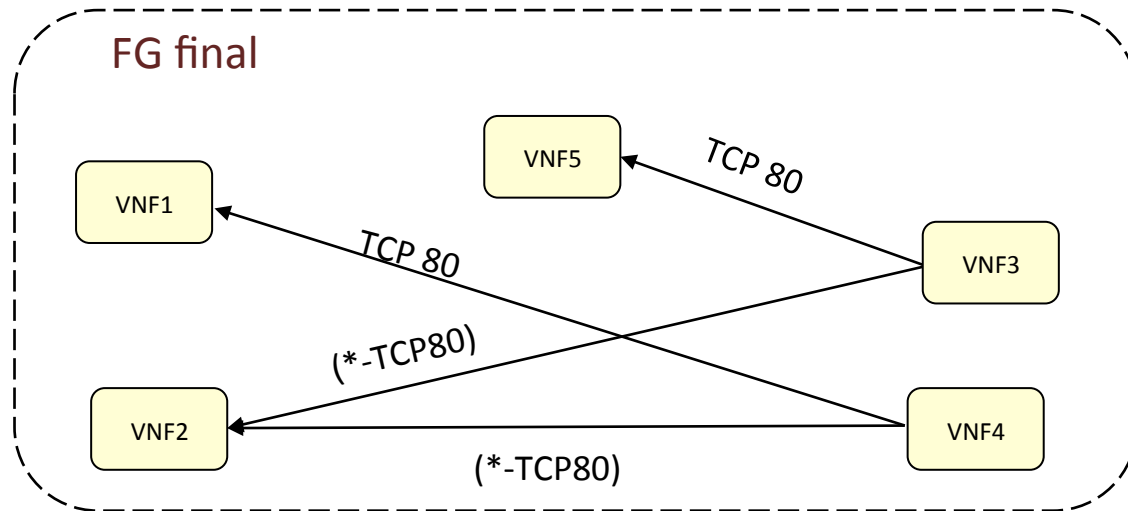 FG final
VNF5
TCP 80
VNF1
TCP 80
VNF3
(*-TCP80)
VNF2
VNF4
(*-TCP80)